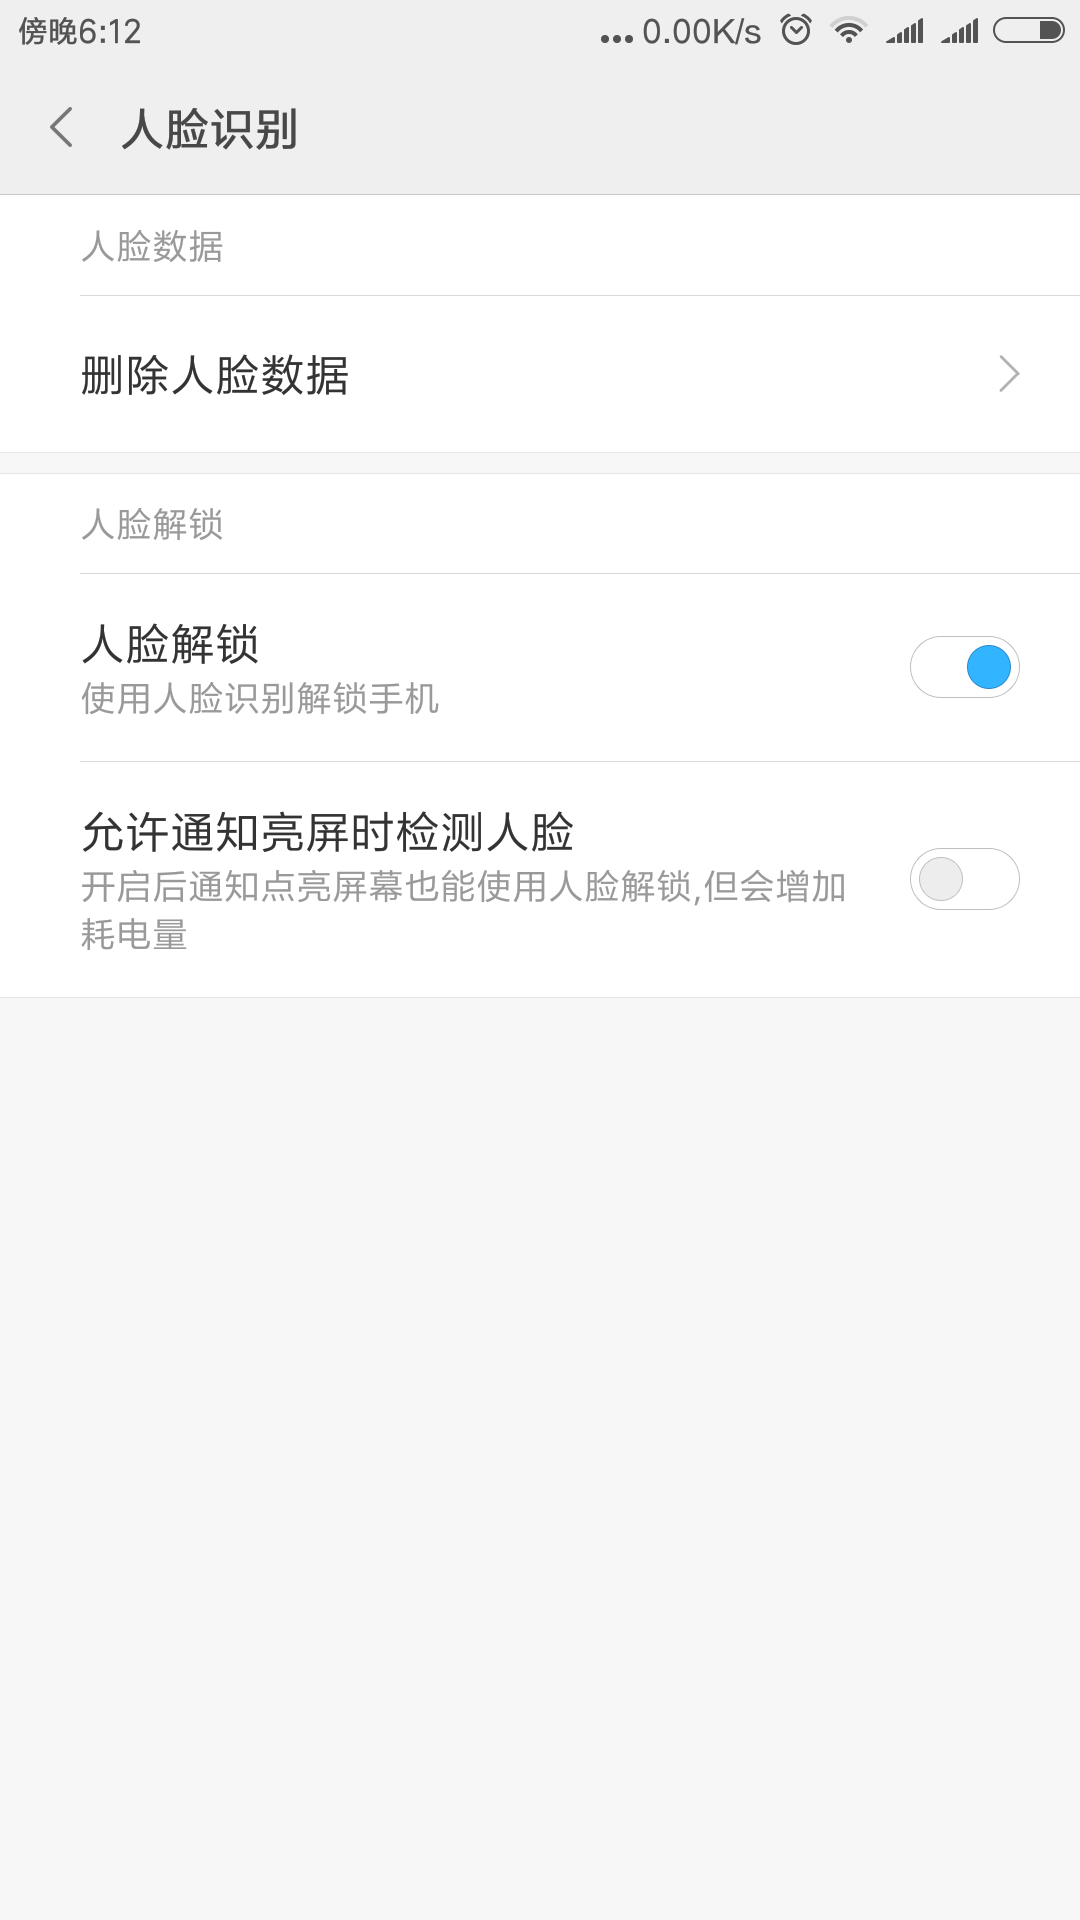 傍晚6:12
... 0.00K/s
人脸识别
人脸数据
删除人脸数据
人脸解锁
人脸解锁
使用人脸识别解锁手机
允许通知亮屏时检测人脸
开启后通知点亮屏幕也能使用人脸解锁,但会增加
耗电量